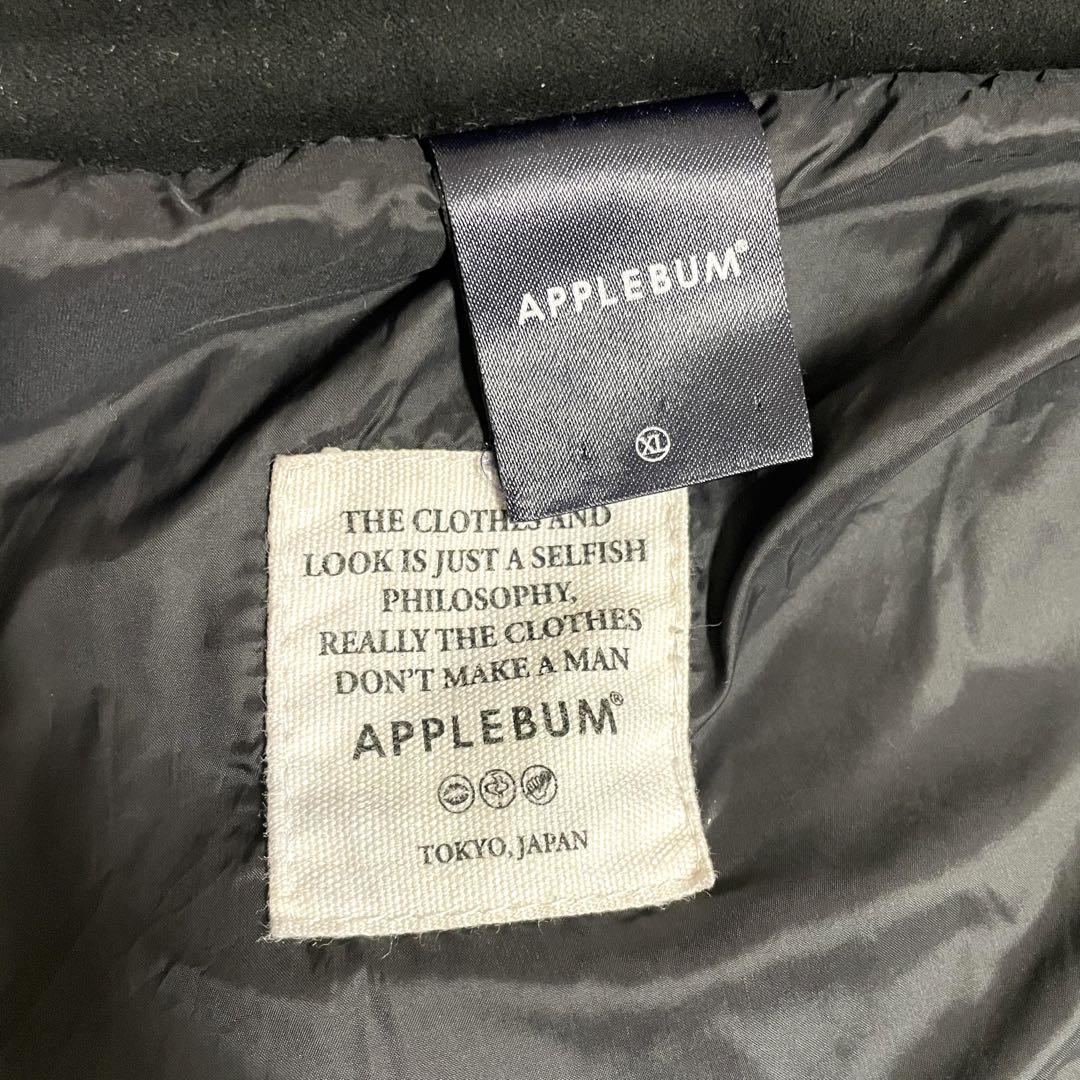 APPLEBUM®
XL
THE CLOTHES AND
LOOK IS JUST A SELFISH
PHILOSOPHY,
REALLY THE CLOTHES
DON'T MAKE A MAN
APPLEBUM®
TOKYO, JAPAN